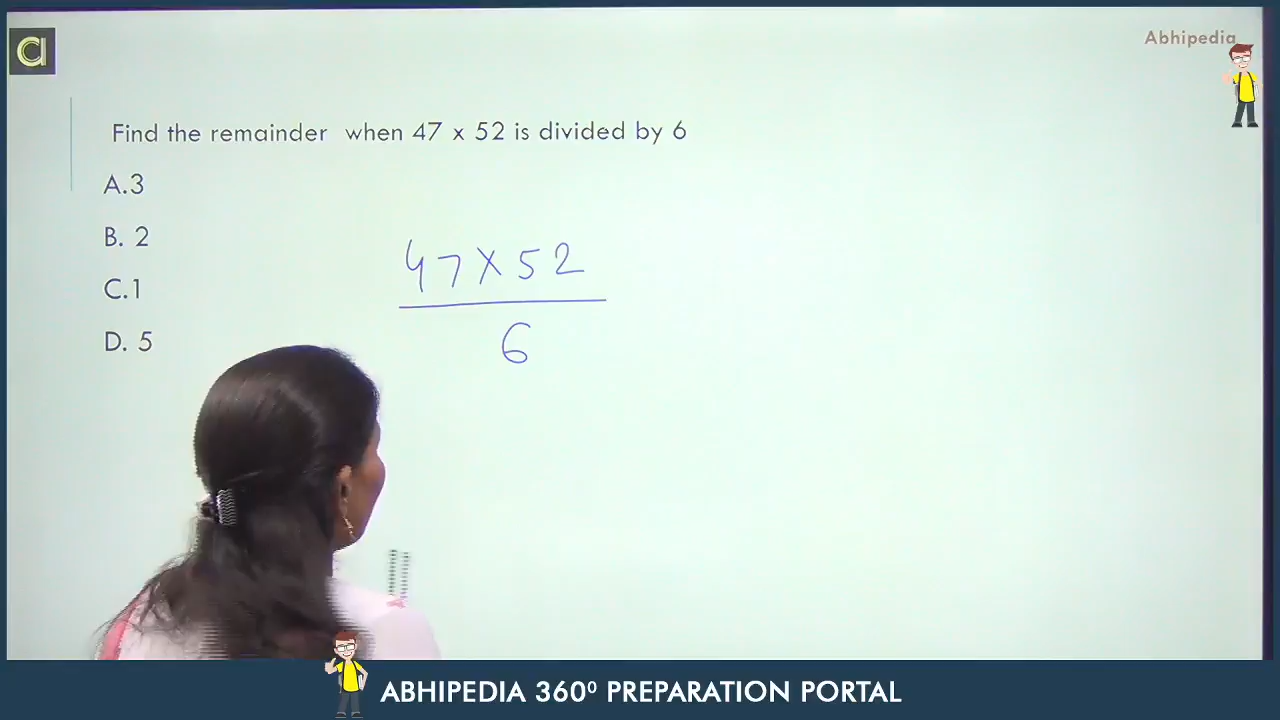 Abhipedia
a
Find the remainder when 47 x 52 is divided by 6
A.3
B. 2
C.1
D. 5
47 X 52
6
ABHIPEDIA 360⁰ PREPARATION PORTAL